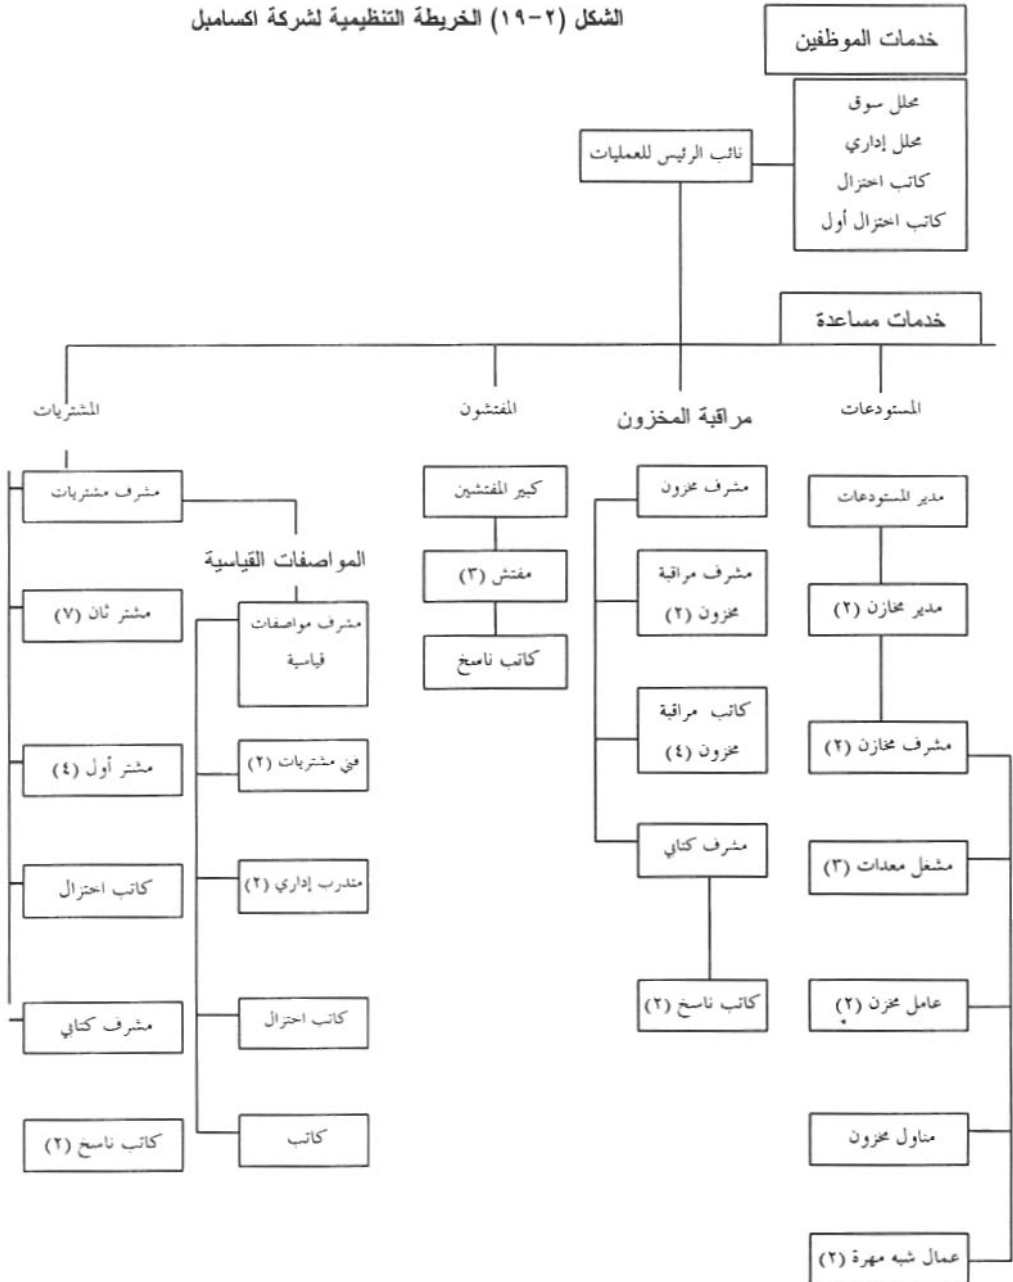 الشكل (٢-١٩) الخريطة التنظيمية لشركة اكسامبل
خدمات الموظفين
محلل سوق
محلل إداري
كاتب اختزال
كاتب اختزال أول
نائب الرئيس للعمليات
خدمات مساعدة
المستودعات
مراقبة المخزون
المفتشون
المشتريات
مدير المستودعات
مدير مخازن (٢)
مشرف مخازن (٢)
مشغل معدات (٣)
عامل مخزن (٢)
مناول مخزون
عمال شبه مهرة (٢)
مشرف مخزون
مشرف مراقبة
مخزون (٢)
كاتب مراقبة
مخزون (٤)
مشرف كتابي
كاتب ناسخ (٢)
كبير المفتشين
مفتش (٣)
كاتب ناسخ
المواصفات القياسية
مشرف مواصفات
قياسية
فني مشتريات (٢)
متدرب إداري (٢)
كاتب اختزال
كاتب
مشرف مشتريات
مشتر ثان (٧)
مشتر أول (٤)
كاتب اختزال
مشرف كتابي
كاتب ناسخ (٢)